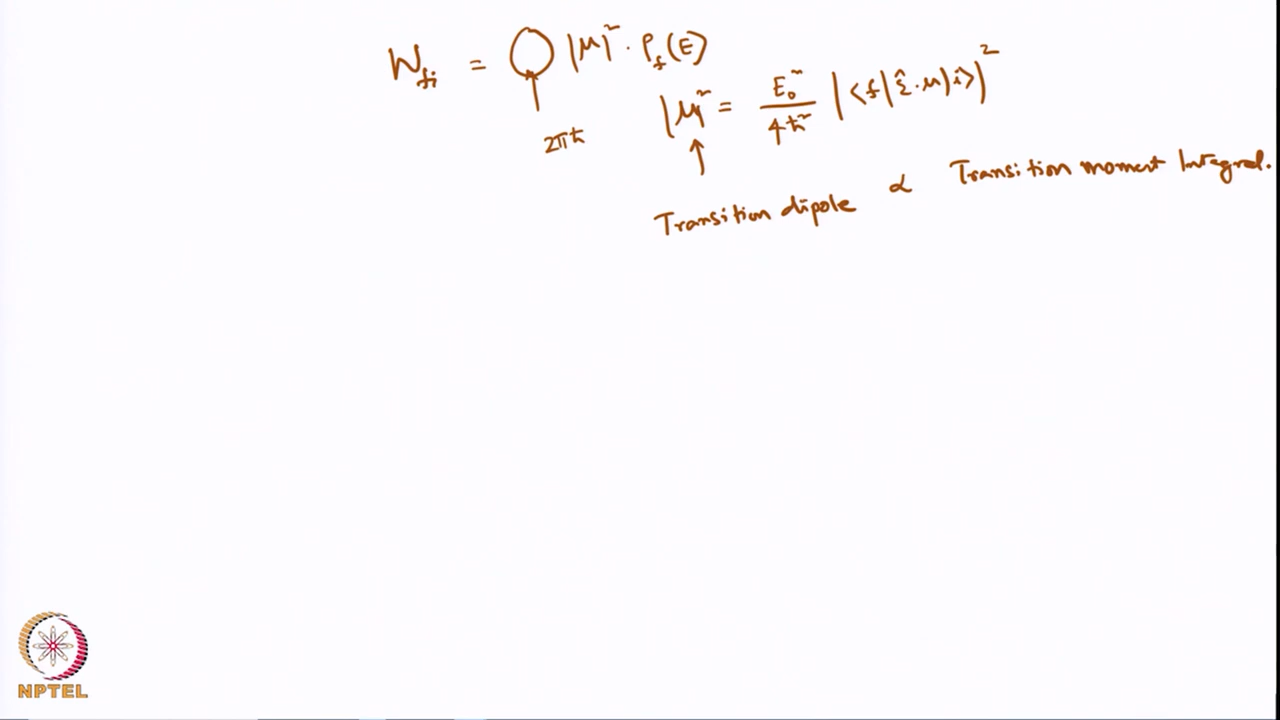 W_fi = ◯ |μ|² · ρ_f(E)
2πħ
|μ|² = E₀² / 4ħ² |<f|ε̂·μ|i>|²
Transition dipole ∝ Transition moment Integral.
NPTEL